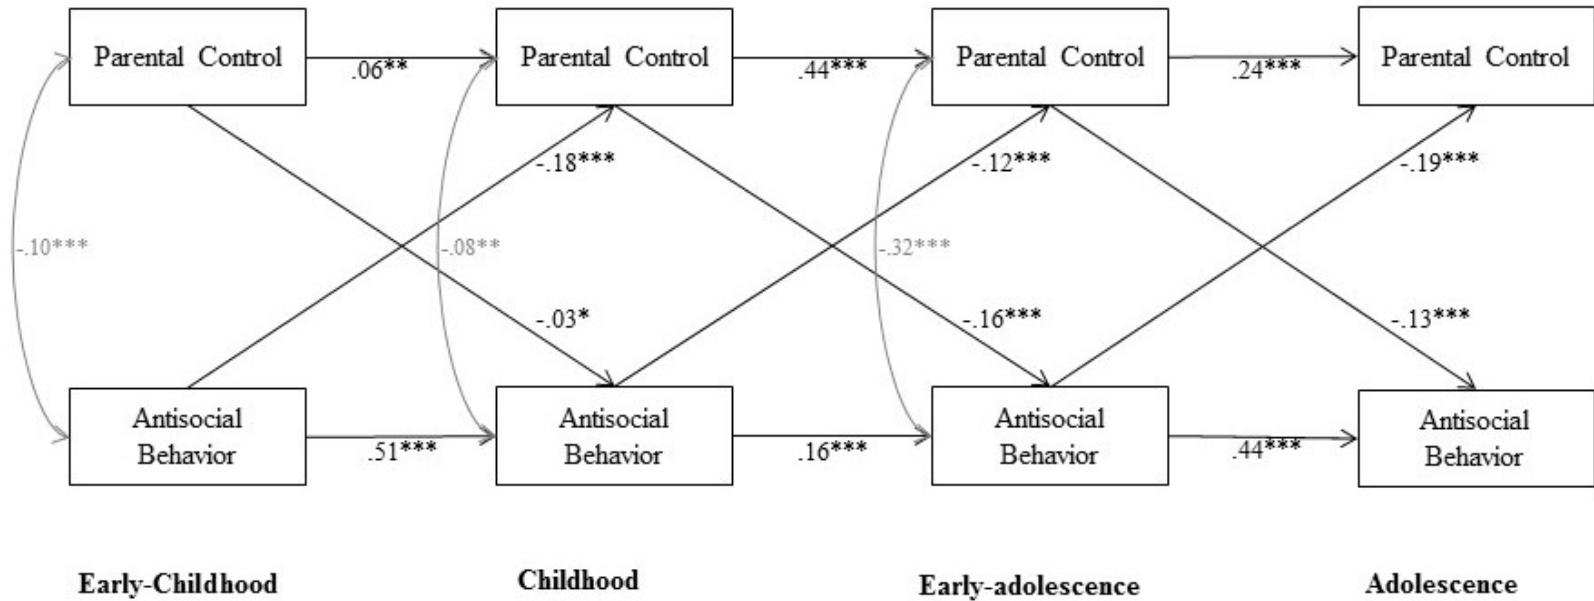 Parental Control
.06**
Parental Control
.44***
Parental Control
.24***
Parental Control
-.18***
-.12***
-.19***
-.10***
-.08**
-.32***
-.03*
-.16***
-.13***
Antisocial
Behavior
.51***
Antisocial
Behavior
.16***
Antisocial
Behavior
.44***
Antisocial
Behavior
Early-Childhood
Childhood
Early-adolescence
Adolescence